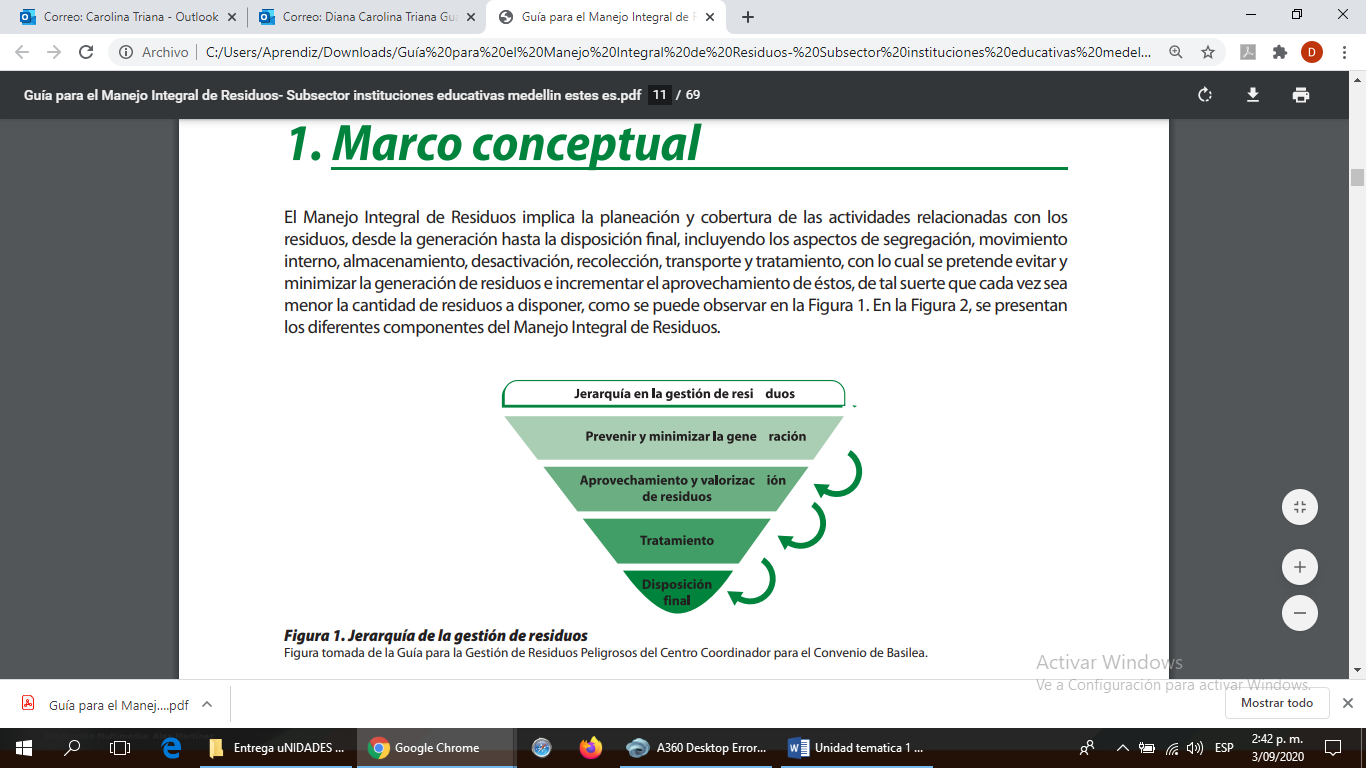 Correo: Carolina Triana - Outlook
Correo: Diana Carolina Triana Gu
Guía para el Manejo Integral de R
Archivo
C:/Users/Aprendiz/Downloads/Guía%20para%20el%20Manejo%20Integral%20de%20Residuos-%20Subsector%20instituciones%20educativas%20medel...
D
Guía para el Manejo Integral de Residuos- Subsector instituciones educativas medellin estes es.pdf 11 / 69
1. Marco conceptual
El Manejo Integral de Residuos implica la planeación y cobertura de las actividades relacionadas con los
residuos, desde la generación hasta la disposición final, incluyendo los aspectos de segregación, movimiento
interno, almacenamiento, desactivación, recolección, transporte y tratamiento, con lo cual se pretende evitar y
minimizar la generación de residuos e incrementar el aprovechamiento de éstos, de tal suerte que cada vez sea
menor la cantidad de residuos a disponer, como se puede observar en la Figura 1. En la Figura 2, se presentan
los diferentes componentes del Manejo Integral de Residuos.
Jerarquía en la gestión de resi duos
Prevenir y minimizar la gene ración
Aprovechamiento y valorizac ión
de residuos
Tratamiento
Disposición
final
Figura 1. Jerarquía de la gestión de residuos
Figura tomada de la Guía para la Gestión de Residuos Peligrosos del Centro Coordinador para el Convenio de Basilea.
Activar Windows
Ve a Configuración para activar Windows.
Guía para el Manej....pdf
Mostrar todo
Entrega uNIDADES ...
Google Chrome
A360 Desktop Error...
Unidad tematica 1 ...
ESP
2:42 p. m.
3/09/2020